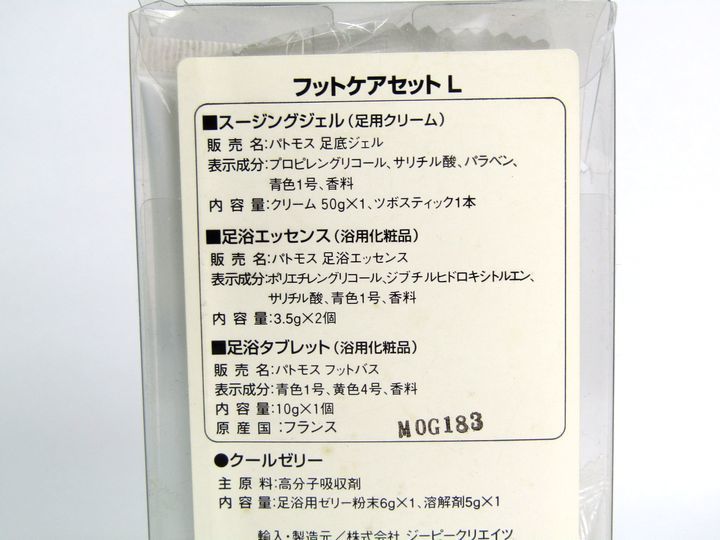 フットケアセット L
■スージングジェル(足用クリーム)
販 売 名:パトモス 足底ジェル
表示成分:プロピレングリコール、サリチル酸、パラベン、
青色1号、香料
内 容 量:クリーム 50g×1、ツボスティック1本
■足浴エッセンス(浴用化粧品)
販 売 名:パトモス 足浴エッセンス
表示成分:ポリエチレングリコール、ジブチルヒドロキシトルエン、
サリチル酸、青色1号、香料
内 容 量:3.5g×2個
■足浴タブレット(浴用化粧品)
販 売 名:パトモス フットバス
表示成分:青色1号、黄色4号、香料
内 容 量:10g×1個
原 産 国:フランス
MOG183
●クールゼリー
主 原 料:高分子吸収剤
内 容 量:足浴用ゼリー粉末6g×1、溶解剤5g×1
輸入・製造元/株式会社 ジーピークリエイツ